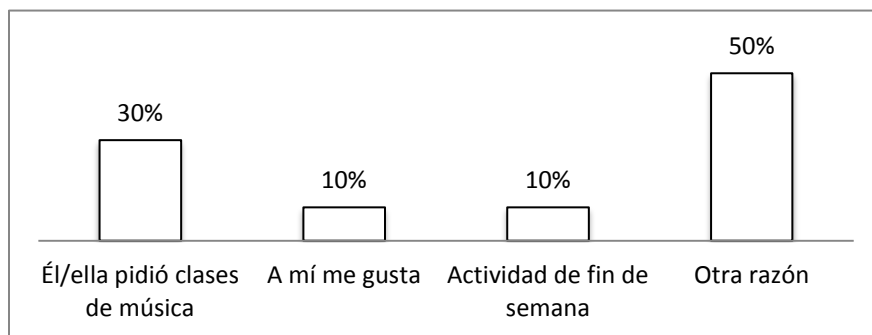 50%
30%
10%
10%
Él/ella pidió clases
de música
A mí me gusta
Actividad de fin de
semana
Otra razón